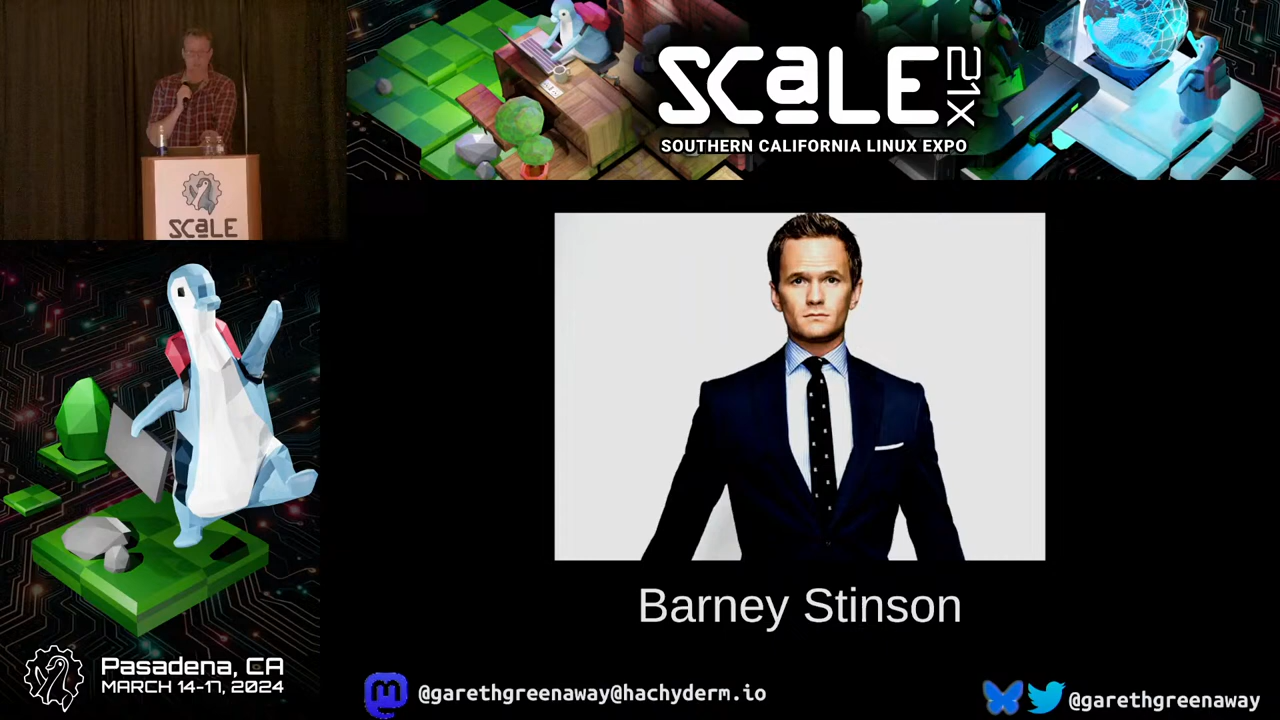 SCaLE 21x
SOUTHERN CALIFORNIA LINUX EXPO
SCaLE
Barney Stinson
Pasadena, CA
MARCH 14-17, 2024
@garethgreenaway@hachyderm.io
@garethgreenaway